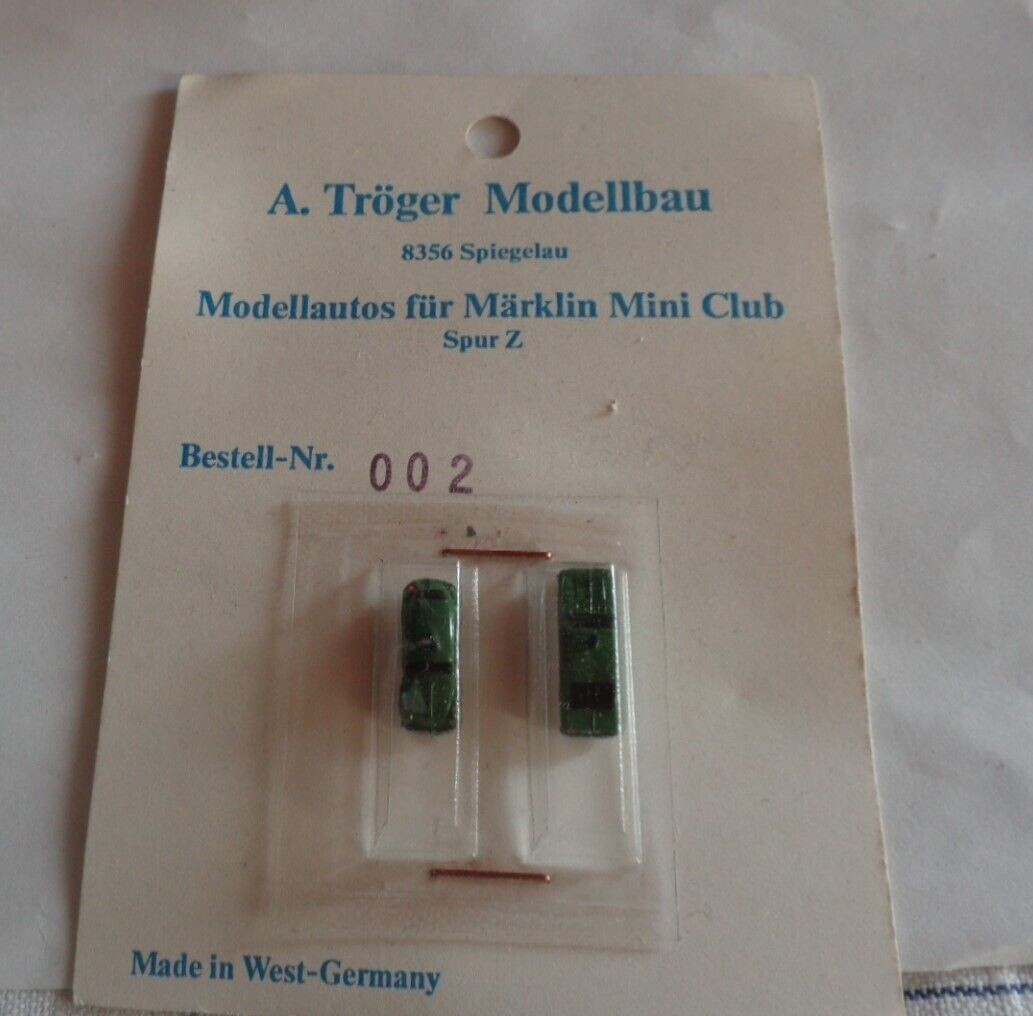 A. Tröger Modellbau
8356 Spiegelau
Modellautos für Märklin Mini Club
Spur Z
Bestell-Nr. 002
Made in West-Germany